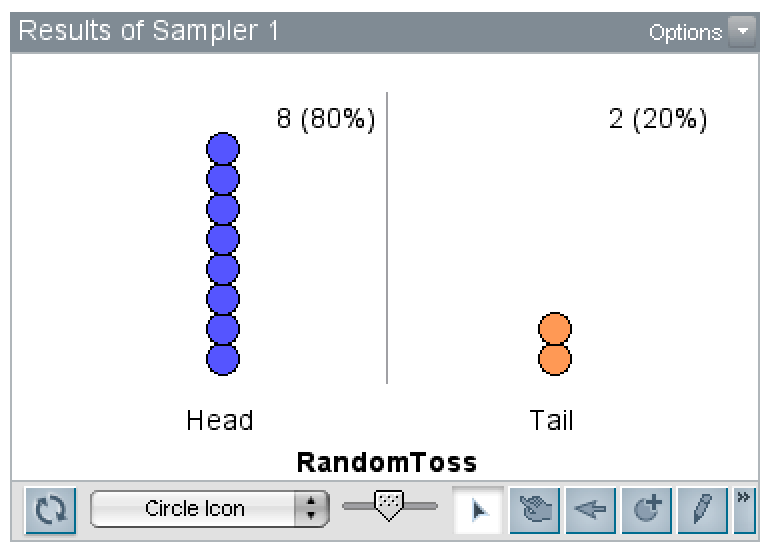 Results of Sampler 1
Options
8 (80%)
2 (20%)
Head
Tail
RandomToss
Circle Icon
»